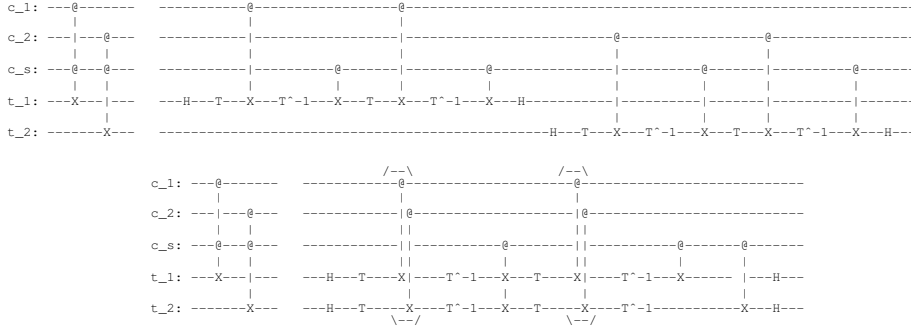 c_1: ---@-------   ------------@--------------------@--------------------------------------------------------------------
        |                      |                    |
c_2: ---|---@---   ------------|--------------------|-----------------------------@--------------------@-------------------
        |   |                  |                    |                             |                    |
c_s: ---@---@---   ------------|-----------@--------|-----------@-----------------|-----------@--------|-----------@-------
        |   |                  |           |        |           |                 |           |        |           |
t_1: ---X---|---   ---H---T---X---T^-1---X---T---X---T^-1---X---H------------|-----------|--------|-----------|-------
            |                                                                     |           |        |           |
t_2: -------X---   ---------------------------------------------------H---T---X---T^-1---X---T---X---T^-1---X---H---
/--\ /--\
c_1: ---@-------   ------------@---------------------@---------------------------
        |                      |                     |
c_2: ---|---@---   -------------|@--------------------|@--------------------------
        |   |                  ||                    ||
c_s: ---@---@---   ------------||----------@---------||-----------@-------@-------
        |   |                  ||          |         ||           |       |
t_1: ---X---|---   ---H---T----X|----T^-1---X---T----X|----T^-1---X------ |---H---
            |                   |          |          |                   |
t_2: -------X---   ---H---T-----X---T^-1---X---T-----X----T^-1-----------X---H---
\--/ \--/